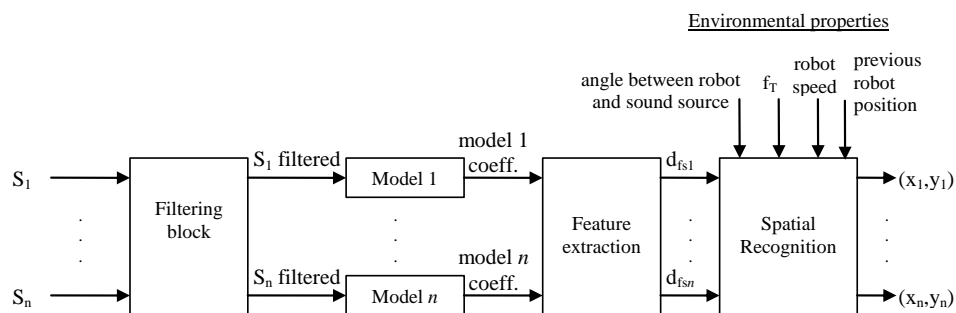 Environmental properties
angle between robot
and sound source
f_T
robot
speed
previous
robot
position
S_1
S_n
Filtering
block
S_1 filtered
S_n filtered
Model 1
Model n
model 1
coeff.
model n
coeff.
Feature
extraction
d_fs1
d_fsn
Spatial
Recognition
(x_1,y_1)
(x_n,y_n)